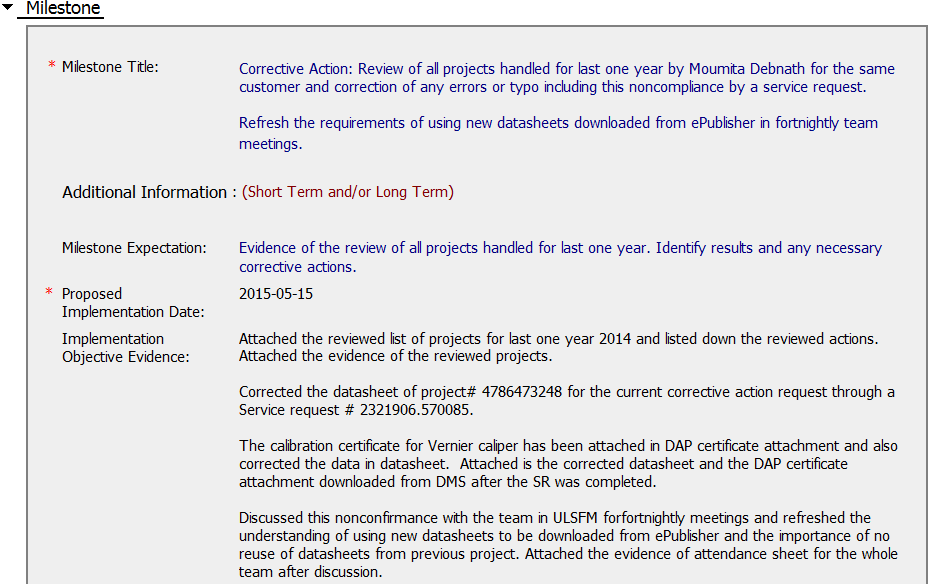 Milestone
* Milestone Title:
Corrective Action: Review of all projects handled for last one year by Moumita Debnath for the same
customer and correction of any errors or typo including this noncompliance by a service request.
Refresh the requirements of using new datasheets downloaded from ePublisher in fortnightly team
meetings.
Additional Information : (Short Term and/or Long Term)
Milestone Expectation:
Evidence of the review of all projects handled for last one year. Identify results and any necessary
corrective actions.
* Proposed
Implementation Date:
2015-05-15
Implementation
Objective Evidence:
Attached the reviewed list of projects for last one year 2014 and listed down the reviewed actions.
Attached the evidence of the reviewed projects.
Corrected the datasheet of project# 4786473248 for the current corrective action request through a
Service request # 2321906.570085.
The calibration certificate for Vernier caliper has been attached in DAP certificate attachment and also
corrected the data in datasheet.  Attached is the corrected datasheet and the DAP certificate
attachment downloaded from DMS after the SR was completed.
Discussed this nonconfirmance with the team in ULSFM forfortnightly meetings and refreshed the
understanding of using new datasheets to be downloaded from ePublisher and the importance of no
reuse of datasheets from previous project. Attached the evidence of attendance sheet for the whole
team after discussion.